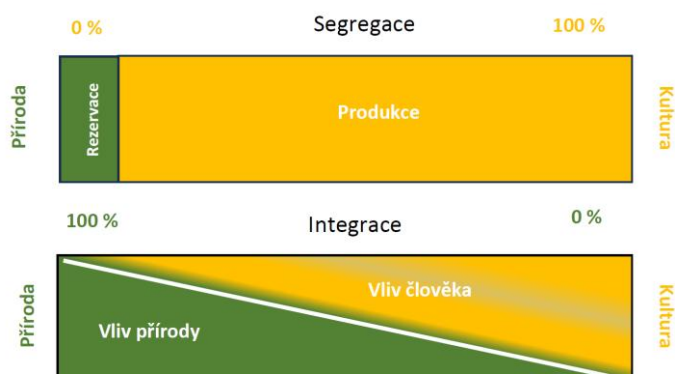 Segregace
0 %
100 %
Příroda
Rezervace
Produkce
Kultura
100 %
Integrace
0 %
Příroda
Vliv přírody
Vliv člověka
Kultura